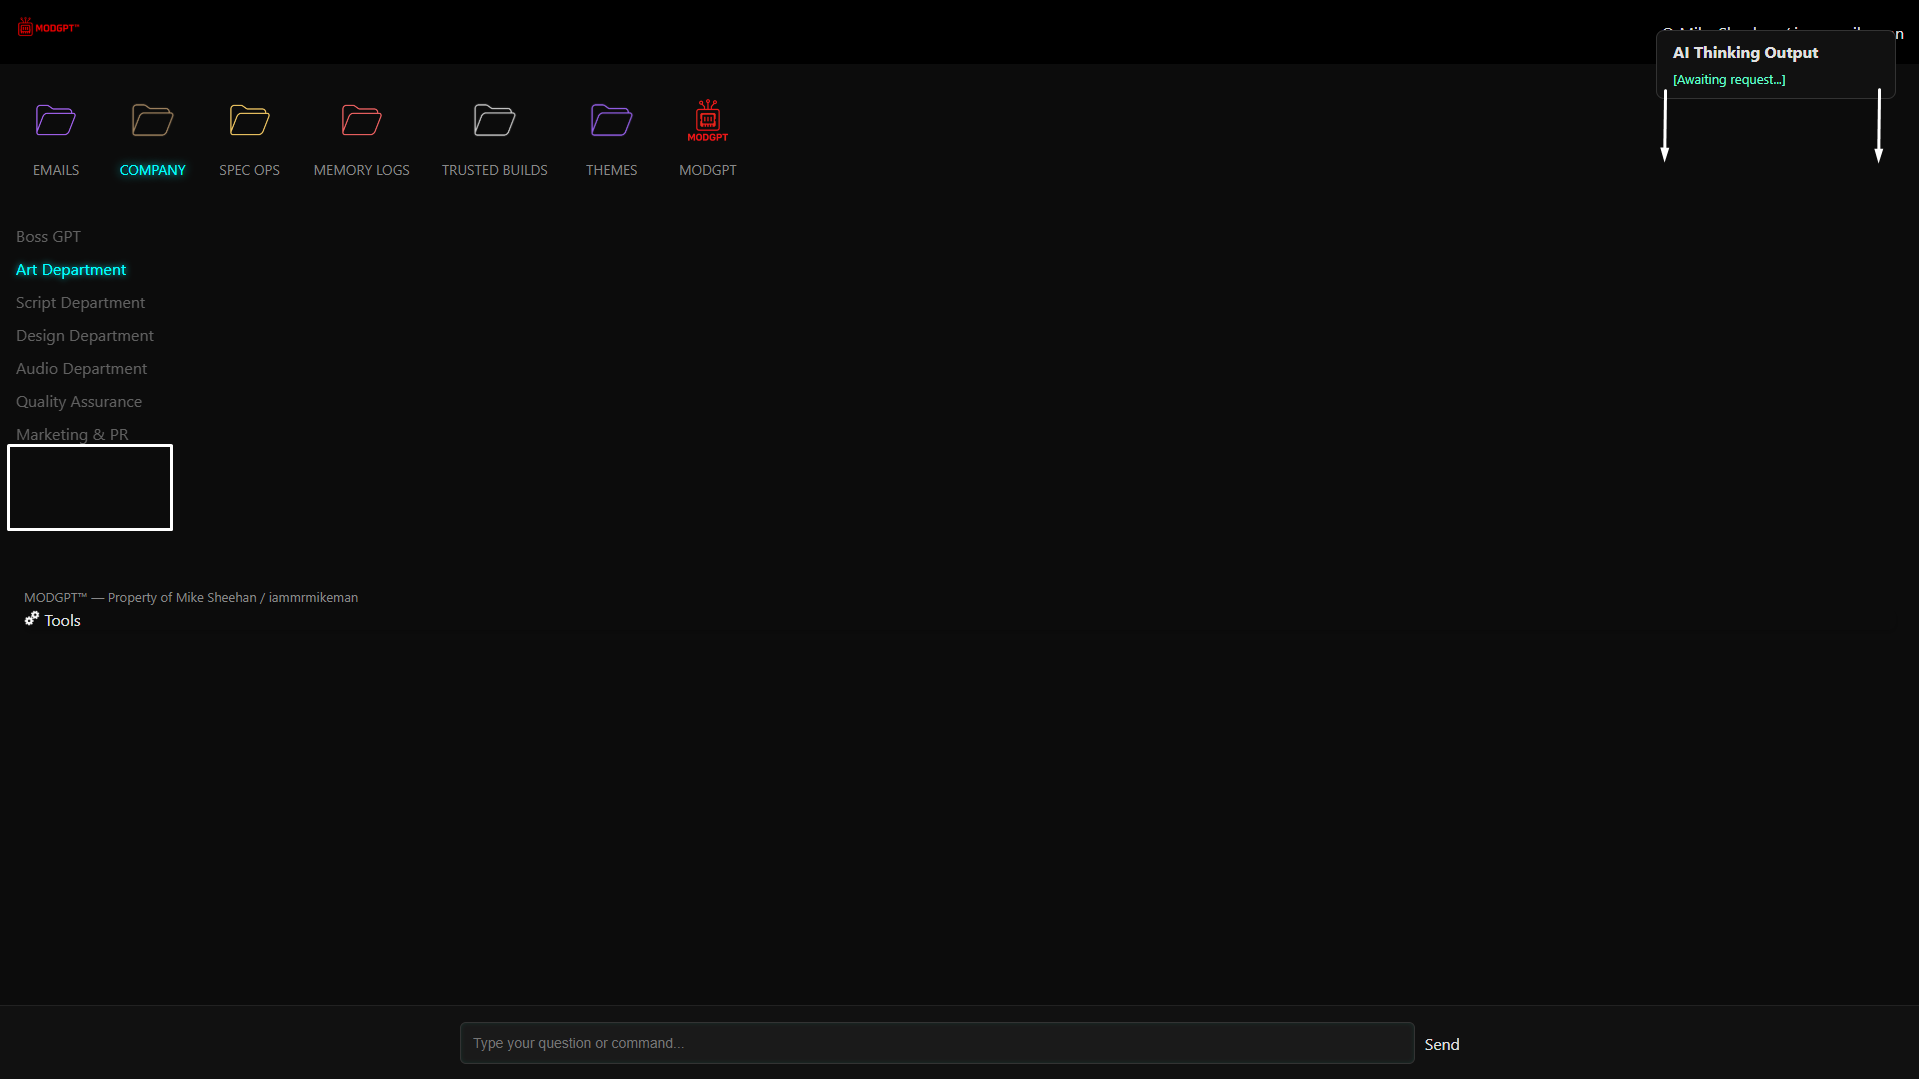 MODGPT™
AI Thinking Output
[Awaiting request...]
MODGPT
EMAILS
COMPANY
SPEC OPS
MEMORY LOGS
TRUSTED BUILDS
THEMES
MODGPT
Boss GPT
Art Department
Script Department
Design Department
Audio Department
Quality Assurance
Marketing & PR
MODGPT™ — Property of Mike Sheehan / iammrmikeman
Tools
Type your question or command...
Send